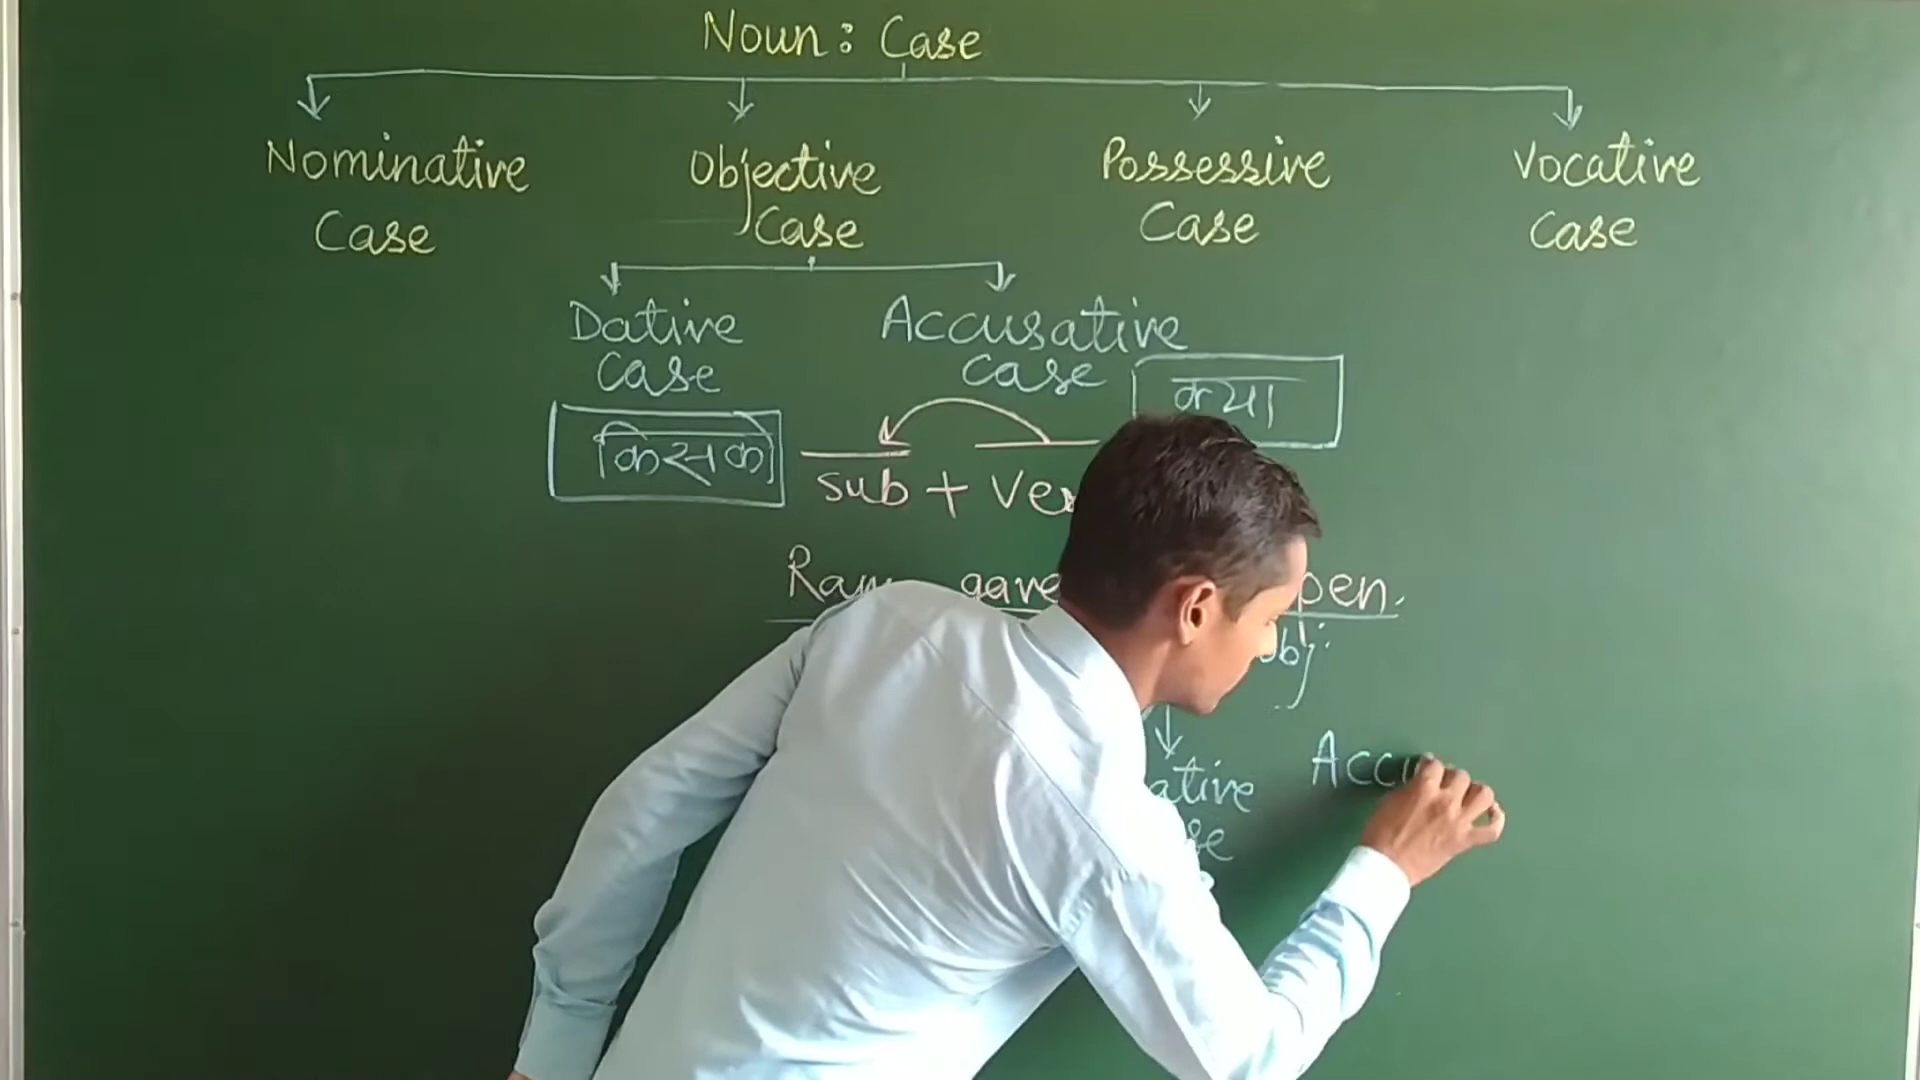 Noun: Case
Nominative Case
Objective Case
Possessive Case
Vocative Case
Dative Case
Accusative Case
किसको
क्या
sub + Ver
Ram gave pen.
obj
ative
se
Accu